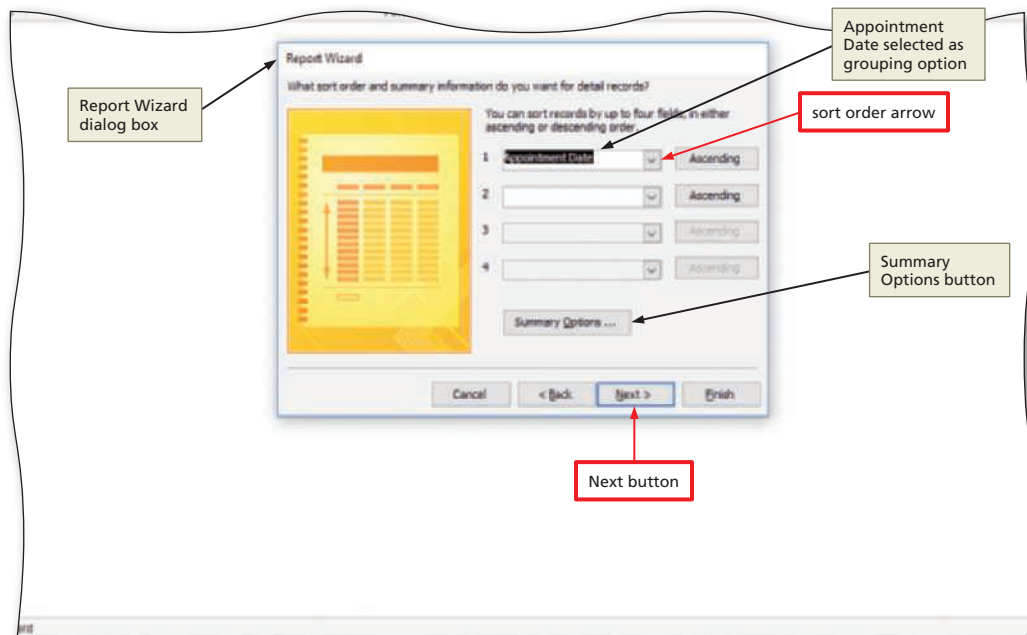 Appointment
Date selected as
grouping option
Report Wizard
What sort order and summary information do you want for detail records?
Report Wizard
dialog box
You can sort records by up to four fields, in either
ascending or descending order.
sort order arrow
1 Appointment Date Ascending
2 Ascending
3 Ascending
4 Ascending
Summary
Options button
Summary Options ...
Cancel < Back Next > Finish
Next button